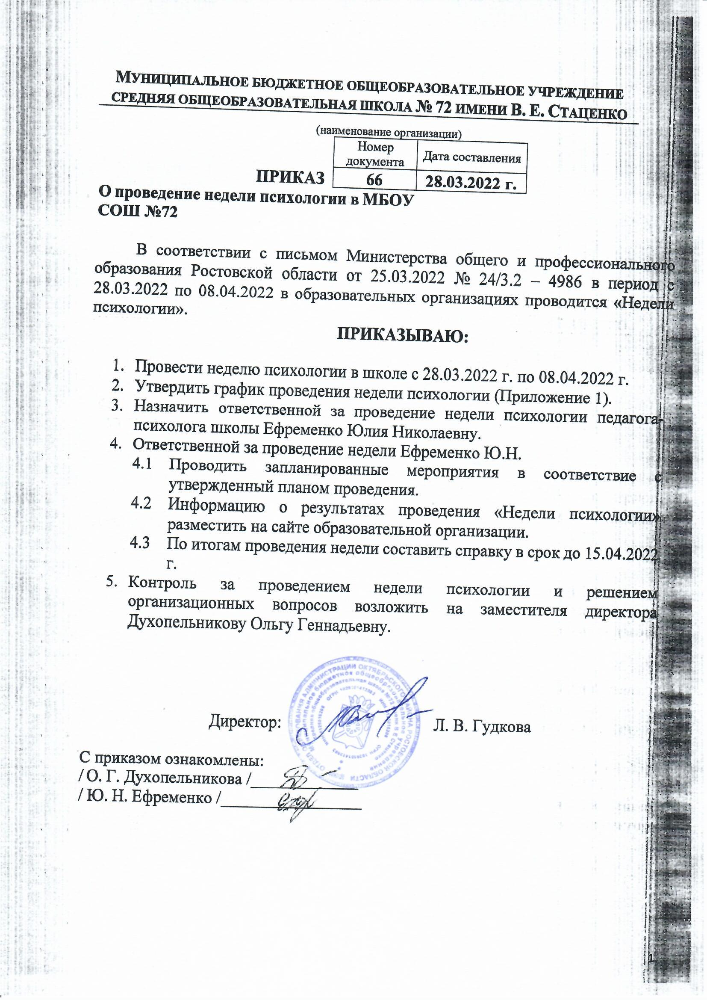 МУНИЦИПАЛЬНОЕ БЮДЖЕТНОЕ ОБЩЕОБРАЗОВАТЕЛЬНОЕ УЧРЕЖДЕНИЕ
СРЕДНЯЯ ОБЩЕОБРАЗОВАТЕЛЬНАЯ ШКОЛА № 72 ИМЕНИ В. Е. СТАЦЕНКО
(наименование организации)
Номер документа Дата составления
ПРИКАЗ 66 28.03.2022 г.
О проведение недели психологии в МБОУ
СОШ №72
В соответствии с письмом Министерства общего и профессионального
образования Ростовской области от 25.03.2022 № 24/3.2 – 4986 в период с
28.03.2022 по 08.04.2022 в образовательных организациях проводится «Недели
психологии».
ПРИКАЗЫВАЮ:
1. Провести неделю психологии в школе с 28.03.2022 г. по 08.04.2022 г.
2. Утвердить график проведения недели психологии (Приложение 1).
3. Назначить ответственной за проведение недели психологии педагога-
психолога школы Ефременко Юлия Николаевну.
4. Ответственной за проведение недели Ефременко Ю.Н.
4.1 Проводить запланированные мероприятия в соответствие с
утвержденный планом проведения.
4.2 Информацию о результатах проведения «Недели психологии»
разместить на сайте образовательной организации.
4.3 По итогам проведения недели составить справку в срок до 15.04.2022
г.
5. Контроль за проведением недели психологии и решением
организационных вопросов возложить на заместителя директора
Духопельникову Ольгу Геннадьевну.
Директор: Л. В. Гудкова
С приказом ознакомлены:
/ О. Г. Духопельникова /
/ Ю. Н. Ефременко /
1